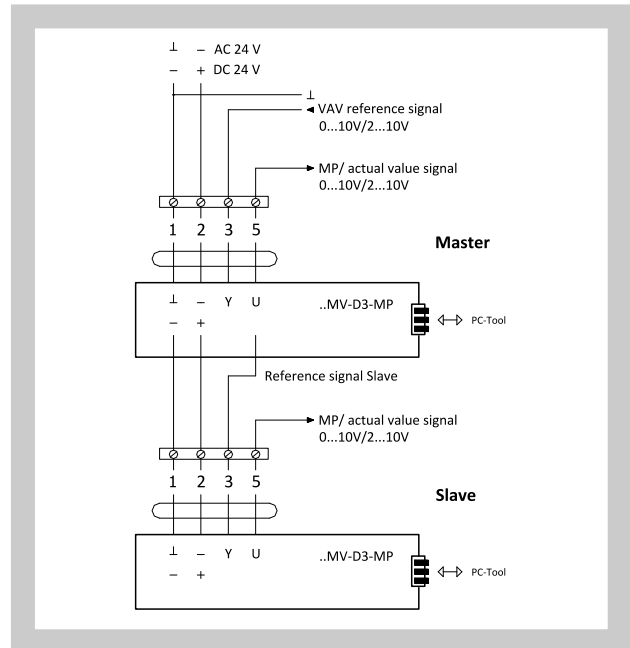 ⊥ – AC 24 V
– + DC 24 V
⊥
VAV reference signal
0...10V/2...10V
MP/ actual value signal
0...10V/2...10V
1 2 3 5
Master
⊥ – Y U ..MV-D3-MP
– +
PC-Tool
Reference signal Slave
MP/ actual value signal
0...10V/2...10V
1 2 3 5
Slave
⊥ – Y U ..MV-D3-MP
– +
PC-Tool